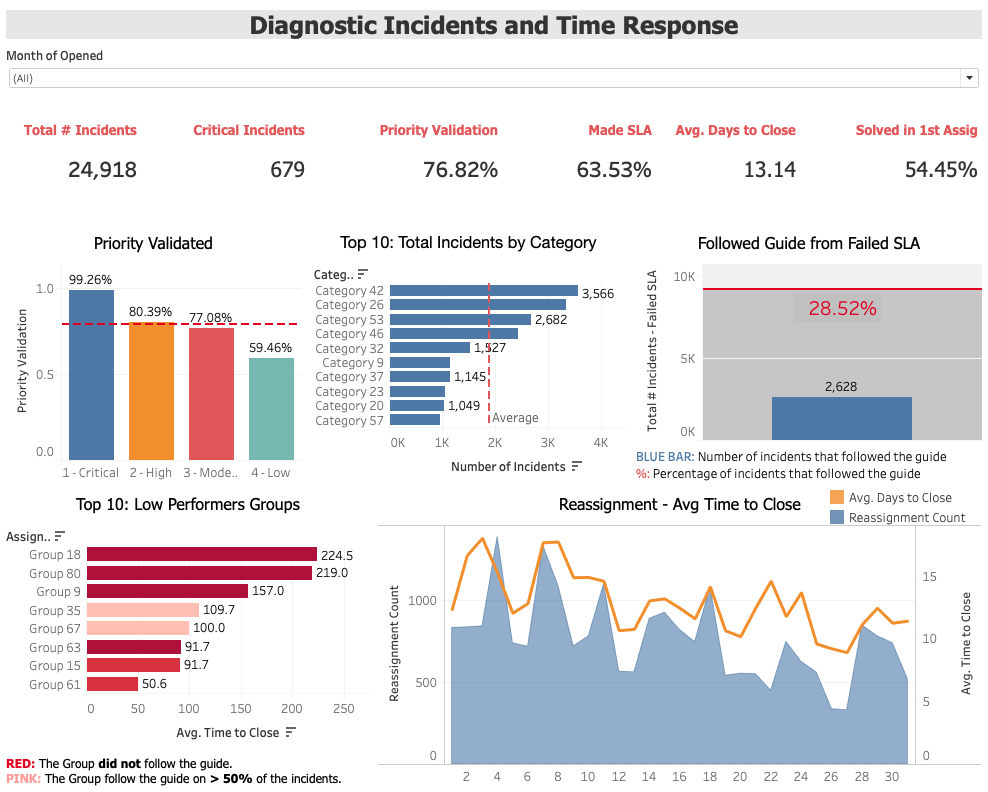 Diagnostic Incidents and Time Response
Month of Opened
(All)
Total # Incidents
Critical Incidents
Priority Validation
Made SLA
Avg. Days to Close
Solved in 1st Assig
24,918
679
76.82%
63.53%
13.14
54.45%
Priority Validated
Priority Validation
1.0
0.5
0.0
99.26%
80.39%
77.08%
59.46%
1 - Critical
2 - High
3 - Mode..
4 - Low
Top 10: Total Incidents by Category
Categ..
Category 42
3,566
Category 26
Category 53
2,682
Category 46
Category 32
1,527
Category 9
Category 37
1,145
Category 23
Category 20
1,049
Category 57
Average
0K
1K
2K
3K
4K
Number of Incidents
Followed Guide from Failed SLA
Total # Incidents - Failed SLA
10K
5K
0K
28.52%
2,628
BLUE BAR: Number of incidents that followed the guide
%: Percentage of incidents that followed the guide
Top 10: Low Performers Groups
Assign..
Group 18
224.5
Group 80
219.0
Group 9
157.0
Group 35
109.7
Group 67
100.0
Group 63
91.7
Group 15
91.7
Group 61
50.6
0
50
100
150
200
250
Avg. Time to Close
RED: The Group did not follow the guide.
PINK: The Group follow the guide on > 50% of the incidents.
Reassignment - Avg Time to Close
Avg. Days to Close
Reassignment Count
Reassignment Count
1000
500
0
15
10
5
0
Avg. Time to Close
2
4
6
8
10
12
14
16
18
20
22
24
26
28
30